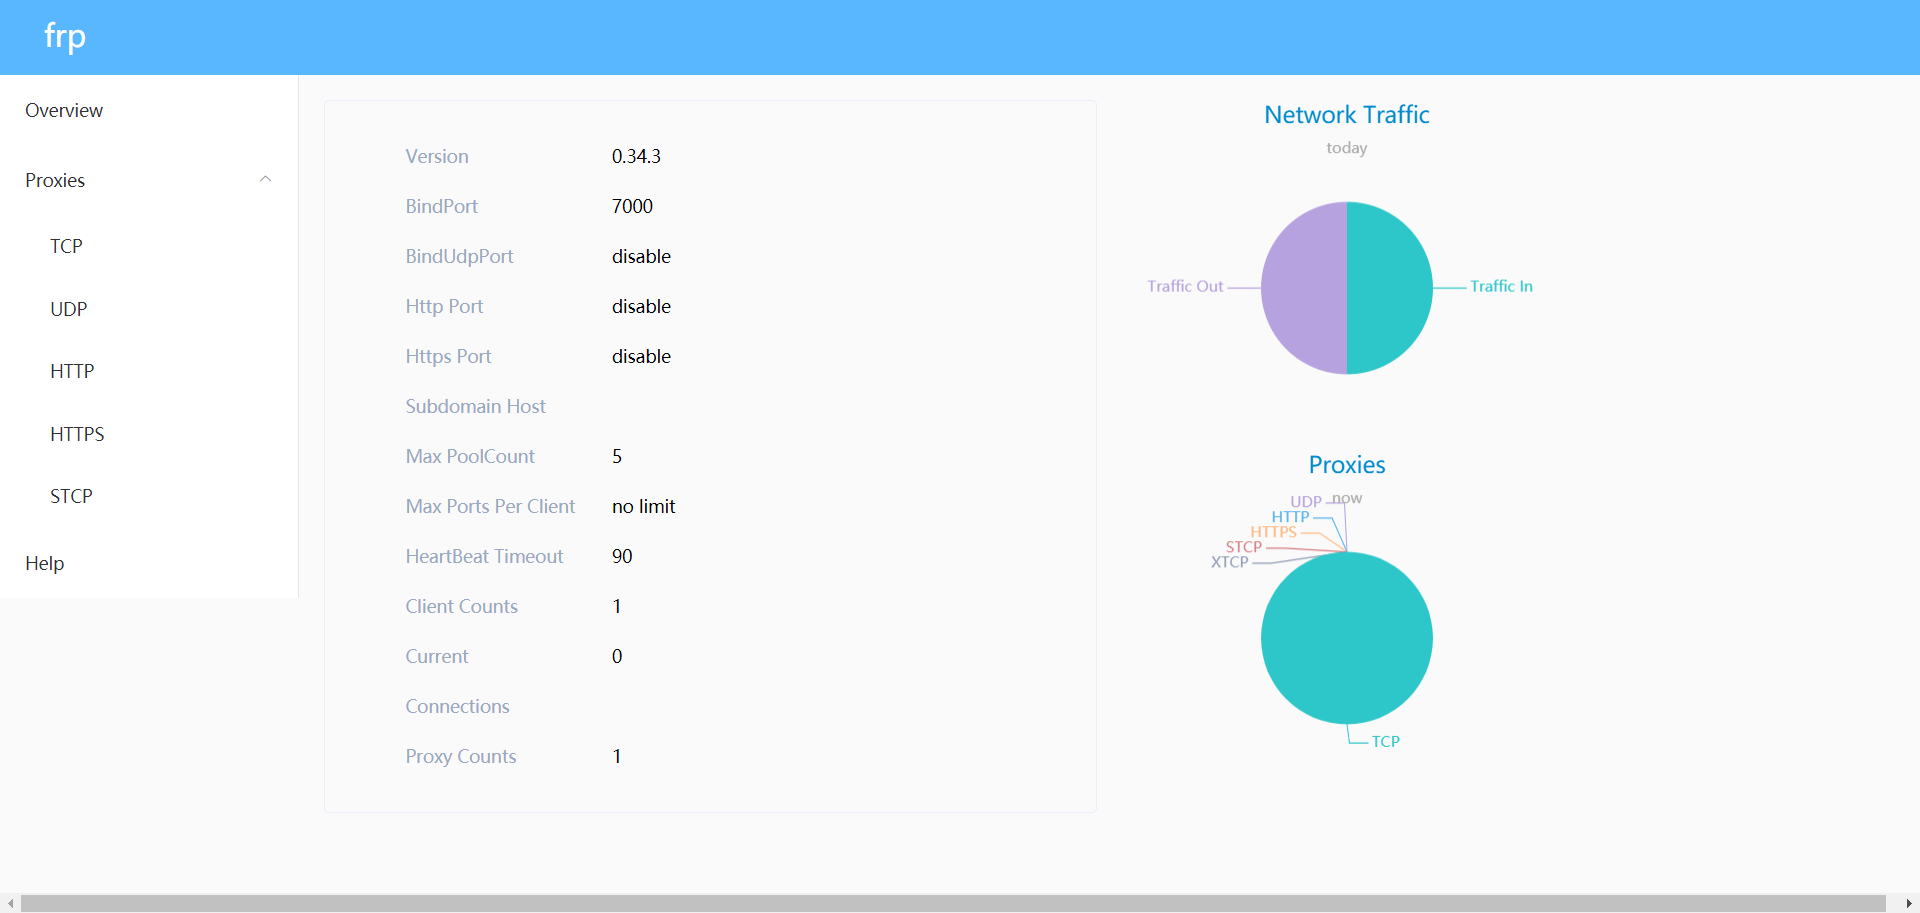 frp
Overview
Proxies
TCP
UDP
HTTP
HTTPS
STCP
Help
Version 0.34.3
BindPort 7000
BindUdpPort disable
Http Port disable
Https Port disable
Subdomain Host
Max PoolCount 5
Max Ports Per Client no limit
HeartBeat Timeout 90
Client Counts 1
Current 0
Connections
Proxy Counts 1
Network Traffic
today
Traffic Out
Traffic In
Proxies
now
UDP
HTTP
HTTPS
STCP
XTCP
TCP